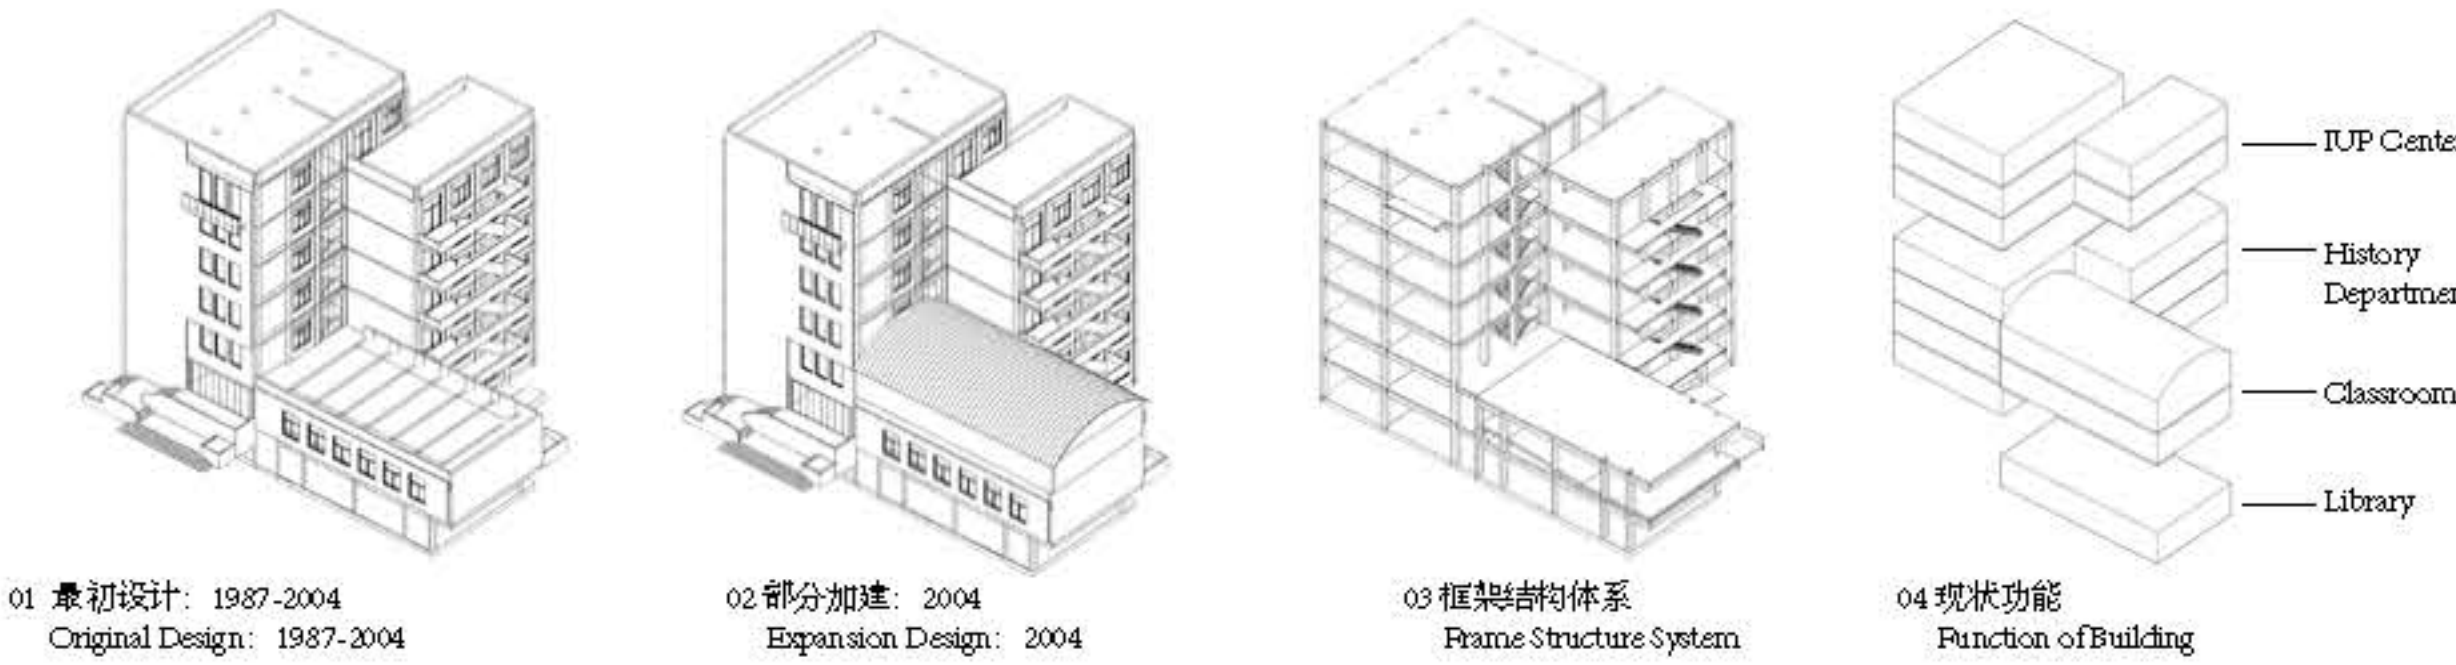 IUP Cente
History
Departmen
Classroom
Library
01 最初设计: 1987-2004
Original Design: 1987-2004
02 部分加建: 2004
Expansion Design: 2004
03 框架结构体系
Frame Structure System
04 现状功能
Function of Building